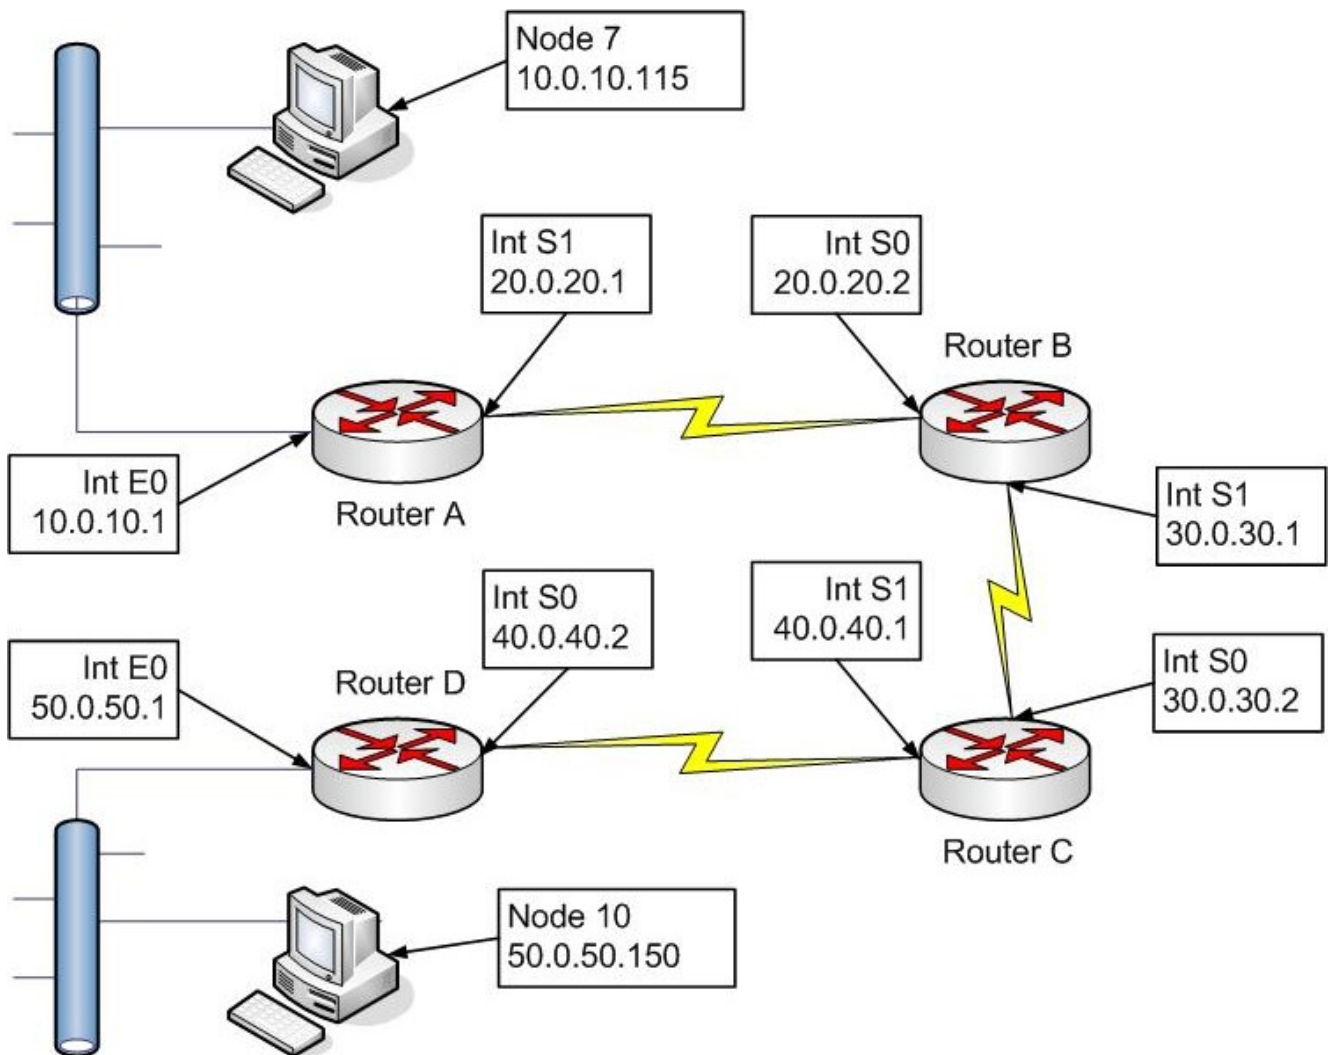 Node 7
10.0.10.115
Int S1
20.0.20.1
Int S0
20.0.20.2
Router B
Int E0
10.0.10.1
Router A
Int S1
30.0.30.1
Int S0
40.0.40.2
Int S1
40.0.40.1
Int E0
50.0.50.1
Router D
Int S0
30.0.30.2
Router C
Node 10
50.0.50.150